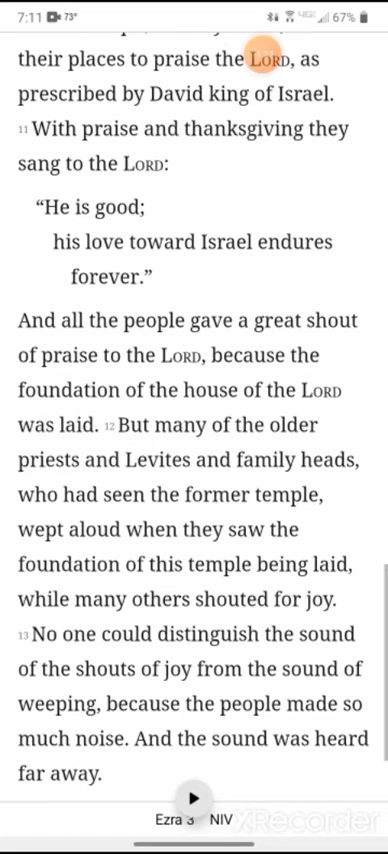 7:11 73°
4G 67%
their places to praise the LORD, as
prescribed by David king of Israel.
11 With praise and thanksgiving they
sang to the LORD:
“He is good;
his love toward Israel endures
forever.”
And all the people gave a great shout
of praise to the LORD, because the
foundation of the house of the LORD
was laid. 12 But many of the older
priests and Levites and family heads,
who had seen the former temple,
wept aloud when they saw the
foundation of this temple being laid,
while many others shouted for joy.
13 No one could distinguish the sound
of the shouts of joy from the sound of
weeping, because the people made so
much noise. And the sound was heard
far away.
Ezra 3 NIV
XRecorder